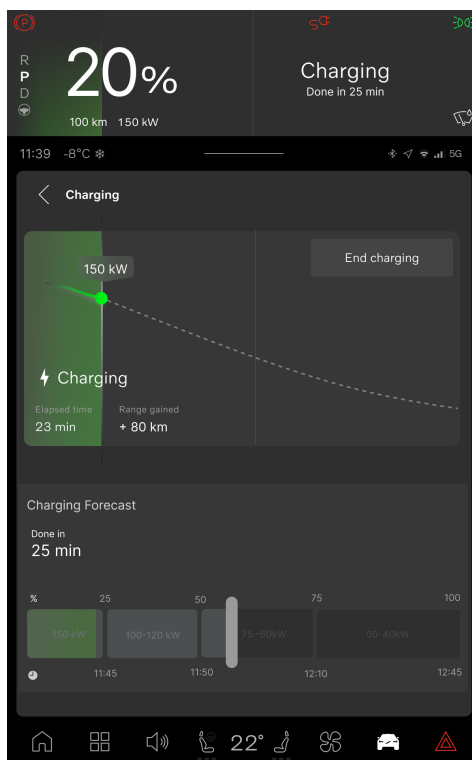 P
R
P
D
20%
100 km 150 kW
Charging
Done in 25 min
11:39 -8°C
5G
Charging
150 kW
End charging
Charging
Elapsed time
Range gained
23 min
+ 80 km
Charging Forecast
Done in
25 min
% 25 50 75 100
150 kW 100-120 kW 75 -60kW 50-40kW
11:45 11:50 12:10 12:45
22°